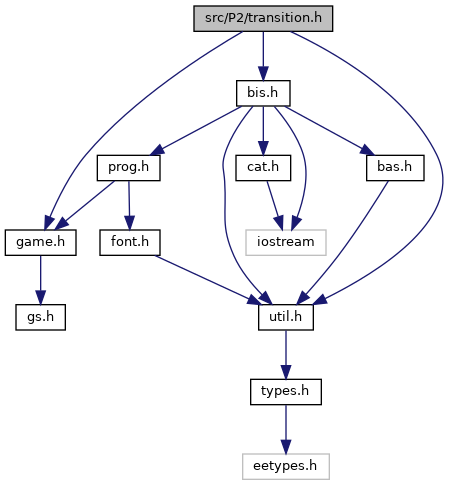 src/P2/transition.h
bis.h
prog.h
cat.h
bas.h
game.h
font.h
iostream
gs.h
util.h
types.h
eetypes.h